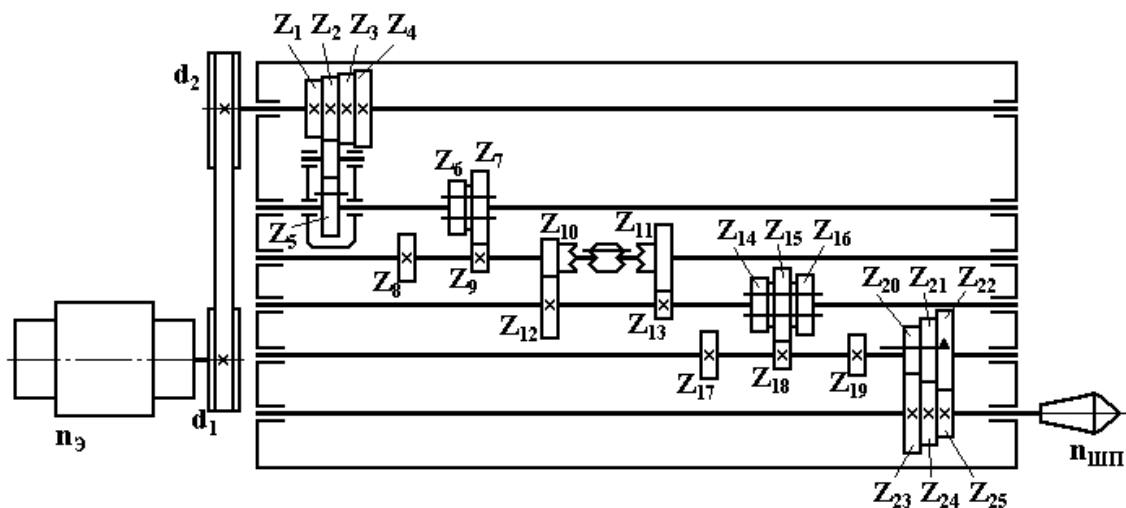 Z1 Z2 Z3 Z4
d2
Z6 Z7
Z5 Z10 Z11 Z14 Z15 Z16
Z8 Z9 Z20 Z21 Z22
Z12 Z13
Z17 Z18 Z19
d1
nЭ nШП
Z23 Z24 Z25